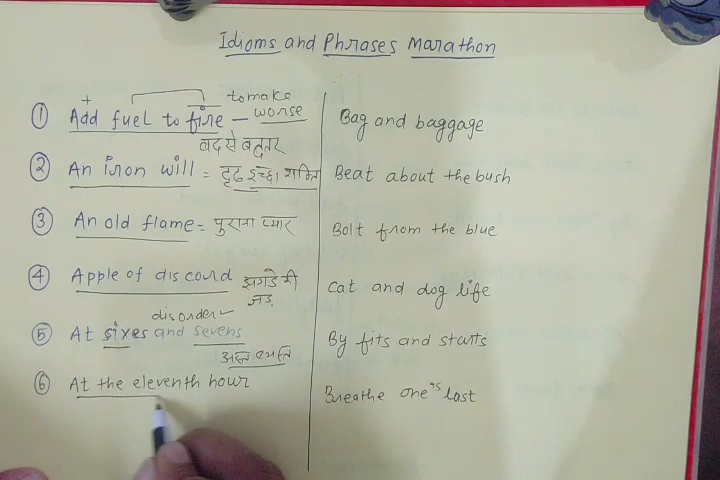 Idioms and Phrases Marathon
+
to make
① Add fuel to fire — worse
बद से बदतर
② An iron will = दृढ इच्छा शक्ति
③ An old flame = पुराना प्यार
④ Apple of discord झगडे की
जड़
disorder
⑤ At sixes and sevens
अस्त व्यस्त
⑥ At the eleventh hour
Bag and baggage
Beat about the bush
Bolt from the blue
Cat and dog life
By fits and starts
Breathe one's last